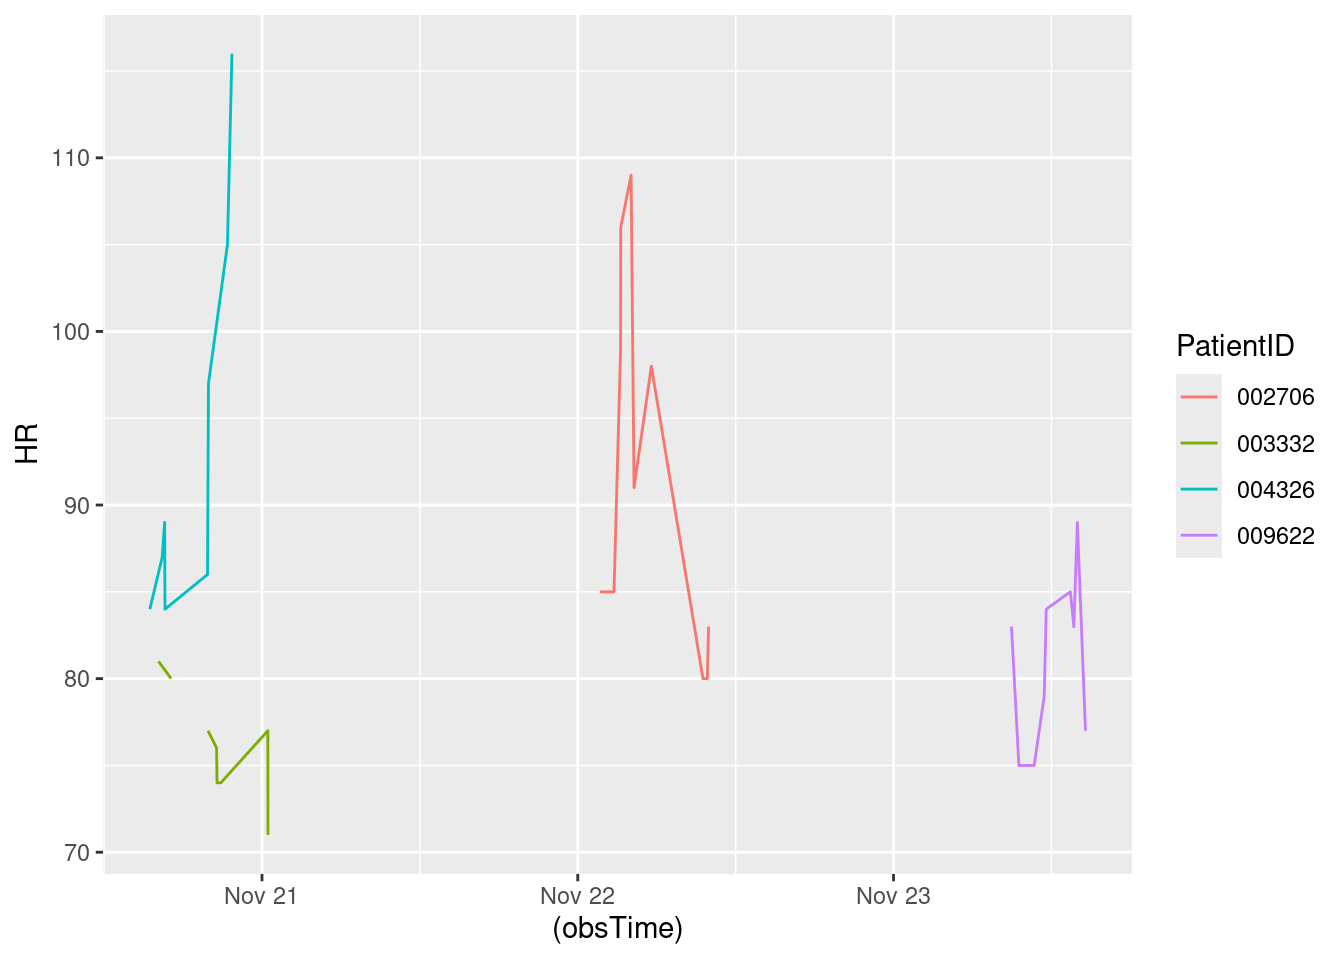 110
100
90
80
70
HR
Nov 21
Nov 22
Nov 23
(obsTime)
PatientID
002706
003332
004326
009622